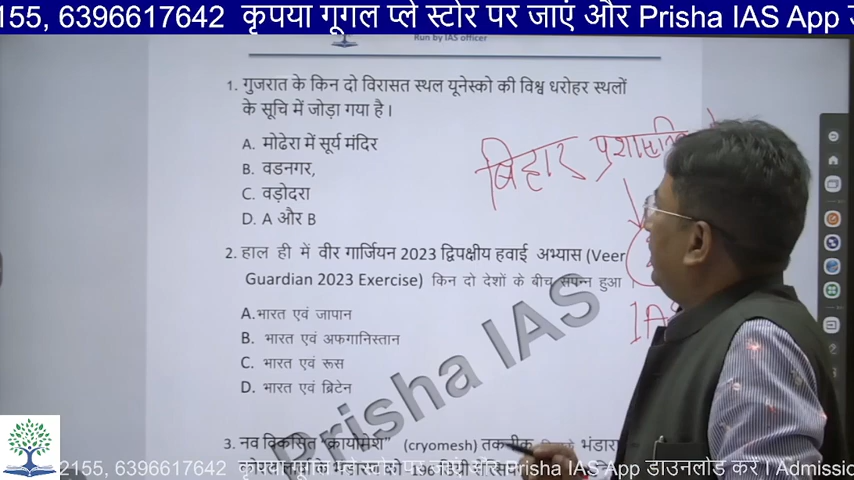 155, 6396617642 कृपया गूगल प्ले स्टोर पर जाएं और Prisha IAS App
Run by IAS officer
1. गुजरात के किन दो विरासत स्थल यूनेस्को की विश्व धरोहर स्थलों
के सूचि में जोड़ा गया है।
A. मोढेरा में सूर्य मंदिर
B. वडनगर,
C. वड़ोदरा
D. A और B
बिहार
2. हाल ही में वीर गार्जियन 2023 द्विपक्षीय हवाई अभ्यास (Veer
Guardian 2023 Exercise) किन दो देशों के बीच संपन्न हुआ ।
A. भारत एवं जापान
B. भारत एवं अफगानिस्तान
C. भारत एवं रूस
D. भारत एवं ब्रिटेन
Prisha IAS
3. नव विकसित "क्रायोमेश" (cryomesh) तकनीक
2155, 6396617642 कृपया गूगल प्ले स्टोर पर जाएं और Prisha IAS App डाउनलोड करें । Admissio